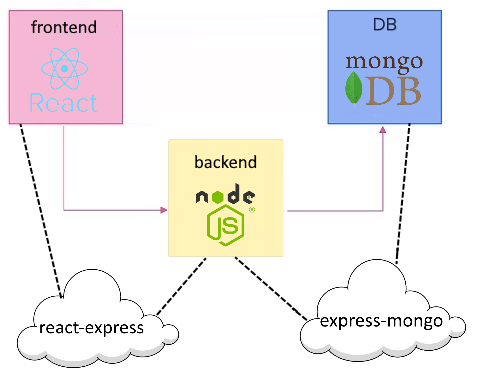 frontend
React
DB
mongo
DB
backend
node
JS
®
react-express
express-mongo